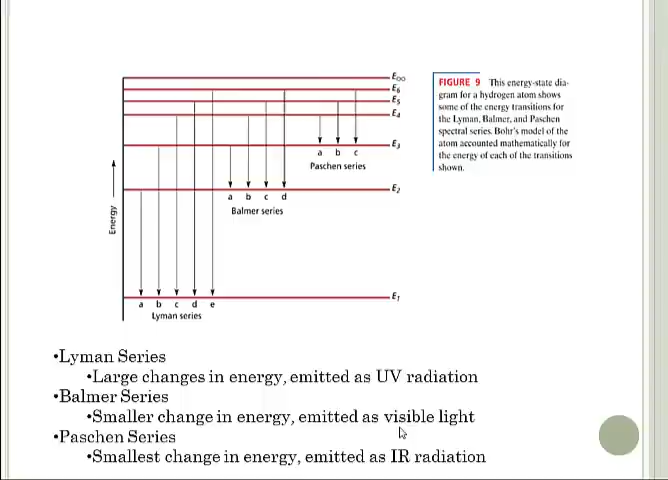 E∞
E6
E5
E4
E3
E2
E1
Energy
a b c
Paschen series
a b c d
Balmer series
a b c d e
Lyman series
FIGURE 9 This energy-state dia-
gram for a hydrogen atom shows
some of the energy transitions for
the Lyman, Balmer, and Paschen
spectral series. Bohr's model of the
atom accounted mathematically for
the energy of each of the transitions
shown.
•Lyman Series
•Large changes in energy, emitted as UV radiation
•Balmer Series
•Smaller change in energy, emitted as visible light
•Paschen Series
•Smallest change in energy, emitted as IR radiation